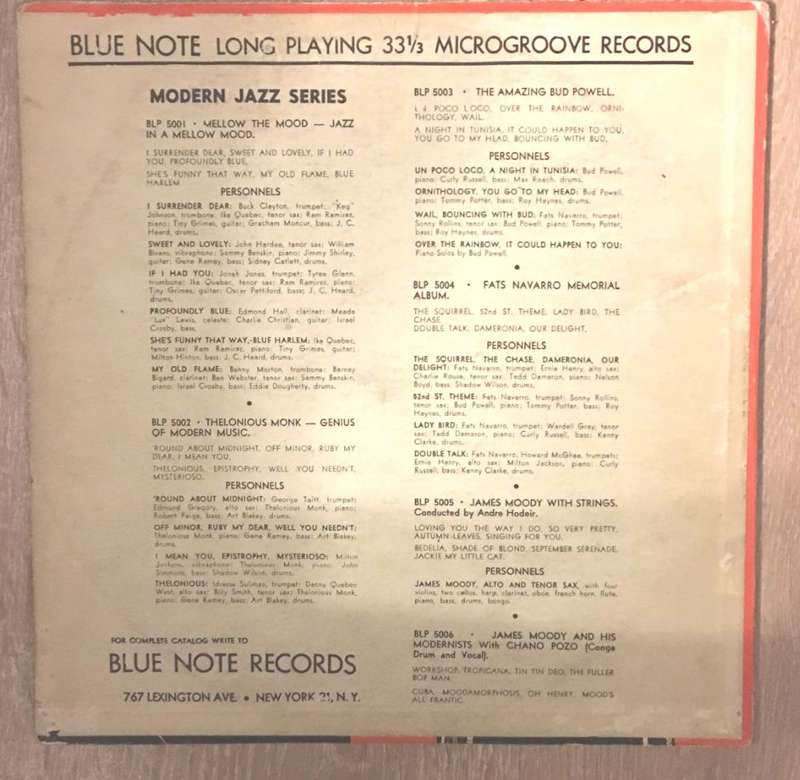 BLUE NOTE LONG PLAYING 33⅓ MICROGROOVE RECORDS
MODERN JAZZ SERIES
BLP 5001 • MELLOW THE MOOD — JAZZ
IN A MELLOW MOOD.
I SURRENDER DEAR, SWEET AND LOVELY, IF I HAD
YOU, PROFOUNDLY BLUE,
SHE'S FUNNY THAT WAY, MY OLD FLAME, BLUE
HARLEM
PERSONNELS
I SURRENDER DEAR: Buck Clayton, trumpet; "Keg"
Johnson, trombone; Ike Quebec, tenor sax; Ram Ramirez,
piano; Tiny Grimes, guitar; Gracham Moncur, bass; J. C.
Heard, drums.
SWEET AND LOVELY: John Hardee, tenor sax; William
Bivens, vibraphone; Sammy Benskin, piano; Jimmy Shirley,
guitar; Gene Ramey, bass; Sidney Catlett, drums.
IF I HAD YOU: Jonah Jones, trumpet; Tyree Glenn,
trombone; Ike Quebec, tenor sax; Ram Ramirez, piano;
Tiny Grimes, guitar; Oscar Pettiford, bass; J. C. Heard,
drums.
PROFOUNDLY BLUE: Edmond Hall, clarinet; Meade
"Lux" Lewis, celeste; Charlie Christian, guitar; Israel
Crosby, bass.
SHE'S FUNNY THAT WAY,-BLUE HARLEM: Ike Quebec,
tenor sax; Ram Ramirez, piano; Tiny Grimes, guitar;
Milton Hinton, bass; J. C. Heard, drums.
MY OLD FLAME: Benny Morton, trombone; Barney
Bigard, clarinet; Ben Webster, tenor sax; Sammy Benskin,
piano; Israel Crosby, bass; Eddie Dougherty, drums.
•
BLP 5002 • THELONIOUS MONK — GENIUS
OF MODERN MUSIC.
'ROUND ABOUT MIDNIGHT, OFF MINOR, RUBY MY
DEAR, I MEAN YOU,
THELONIOUS, EPISTROPHY, WELL YOU NEEDN'T,
MYSTERIOSO.
PERSONNELS
'ROUND ABOUT MIDNIGHT: George Taitt, trumpet;
Edmund Gregory, alto sax; Thelonious Monk, piano;
Robert Paige, bass; Art Blakey, drums.
OFF MINOR, RUBY MY DEAR, WELL YOU NEEDN'T:
Thelonious Monk, piano; Gene Ramey, bass; Art Blakey,
drums.
I MEAN YOU, EPISTROPHY, MYSTERIOSO: Milton
Jackson, vibraphone; Thelonious Monk, piano; John
Simmons, bass; Shadow Wilson, drums.
THELONIOUS: Idresse Sulieman, trumpet; Danny Quebec
West, alto sax; Billy Smith, tenor sax; Thelonious Monk,
piano; Gene Ramey, bass; Art Blakey, drums.
FOR COMPLETE CATALOG WRITE TO
BLUE NOTE RECORDS
767 LEXINGTON AVE. • NEW YORK 21, N. Y.
BLP 5003 • THE AMAZING BUD POWELL.
POCO LOCO, OVER THE RAINBOW, ORNI-
THOLOGY, WAIL,
A NIGHT IN TUNISIA, IT COULD HAPPEN TO YOU,
YOU GO TO MY HEAD, BOUNCING WITH BUD,
PERSONNELS
UN POCO LOCO, A NIGHT IN TUNISIA: Bud Powell,
piano; Curly Russell, bass; Max Roach, drums.
ORNITHOLOGY, YOU GO TO MY HEAD: Bud Powell,
piano; Tommy Potter, bass; Roy Haynes, drums.
WAIL, BOUNCING WITH BUD: Fats Navarro, trumpet;
Sonny Rollins, tenor sax; Bud Powell, piano; Tommy Potter,
bass; Roy Haynes, drums.
OVER THE RAINBOW, IT COULD HAPPEN TO YOU:
Piano Solos by Bud Powell.
•
BLP 5004 • FATS NAVARRO MEMORIAL
ALBUM.
THE SQUIRREL, 52nd ST. THEME, LADY BIRD, THE
CHASE,
DOUBLE TALK, DAMERONIA, OUR DELIGHT,
PERSONNELS
THE SQUIRREL, THE CHASE, DAMERONIA, OUR
DELIGHT: Fats Navarro, trumpet; Ernie Henry, alto sax;
Charlie Rouse, tenor sax; Tadd Dameron, piano; Nelson
Boyd, bass; Shadow Wilson, drums.
52nd ST. THEME: Fats Navarro, trumpet; Sonny Rollins,
tenor sax; Bud Powell, piano; Tommy Potter, bass; Roy
Haynes, drums.
LADY BIRD: Fats Navarro, trumpet; Wardell Gray, tenor
sax; Tadd Dameron, piano; Curly Russell, bass; Kenny
Clarke, drums.
DOUBLE TALK: Fats Navarro, Howard McGhee, trumpets;
Ernie Henry, alto sax; Milton Jackson, piano; Curly
Russell, bass; Kenny Clarke, drums.
•
BLP 5005 • JAMES MOODY WITH STRINGS.
Conducted by Andre Hodeir.
LOVING YOU THE WAY I DO, SO VERY PRETTY,
AUTUMN LEAVES, SINGING FOR YOU,
BEDELIA, SHADE OF BLOND, SEPTEMBER SERENADE,
JACKIE MY LITTLE CAT.
PERSONNELS
JAMES MOODY, ALTO AND TENOR SAX, with four
violins, two cellos, harp, clarinet, oboe, french horn, flute,
piano, bass, drums, bongo.
•
BLP 5006 • JAMES MOODY AND HIS
MODERNISTS With CHANO POZO (Conga
Drum and Vocal).
WORKSHOP, TROPICANA, TIN TIN DEO, THE FULLER
BOP MAN,
CUBA, MOODAMORPHOSIS, OH HENRY, MOOD'S
ALL FRANTIC.